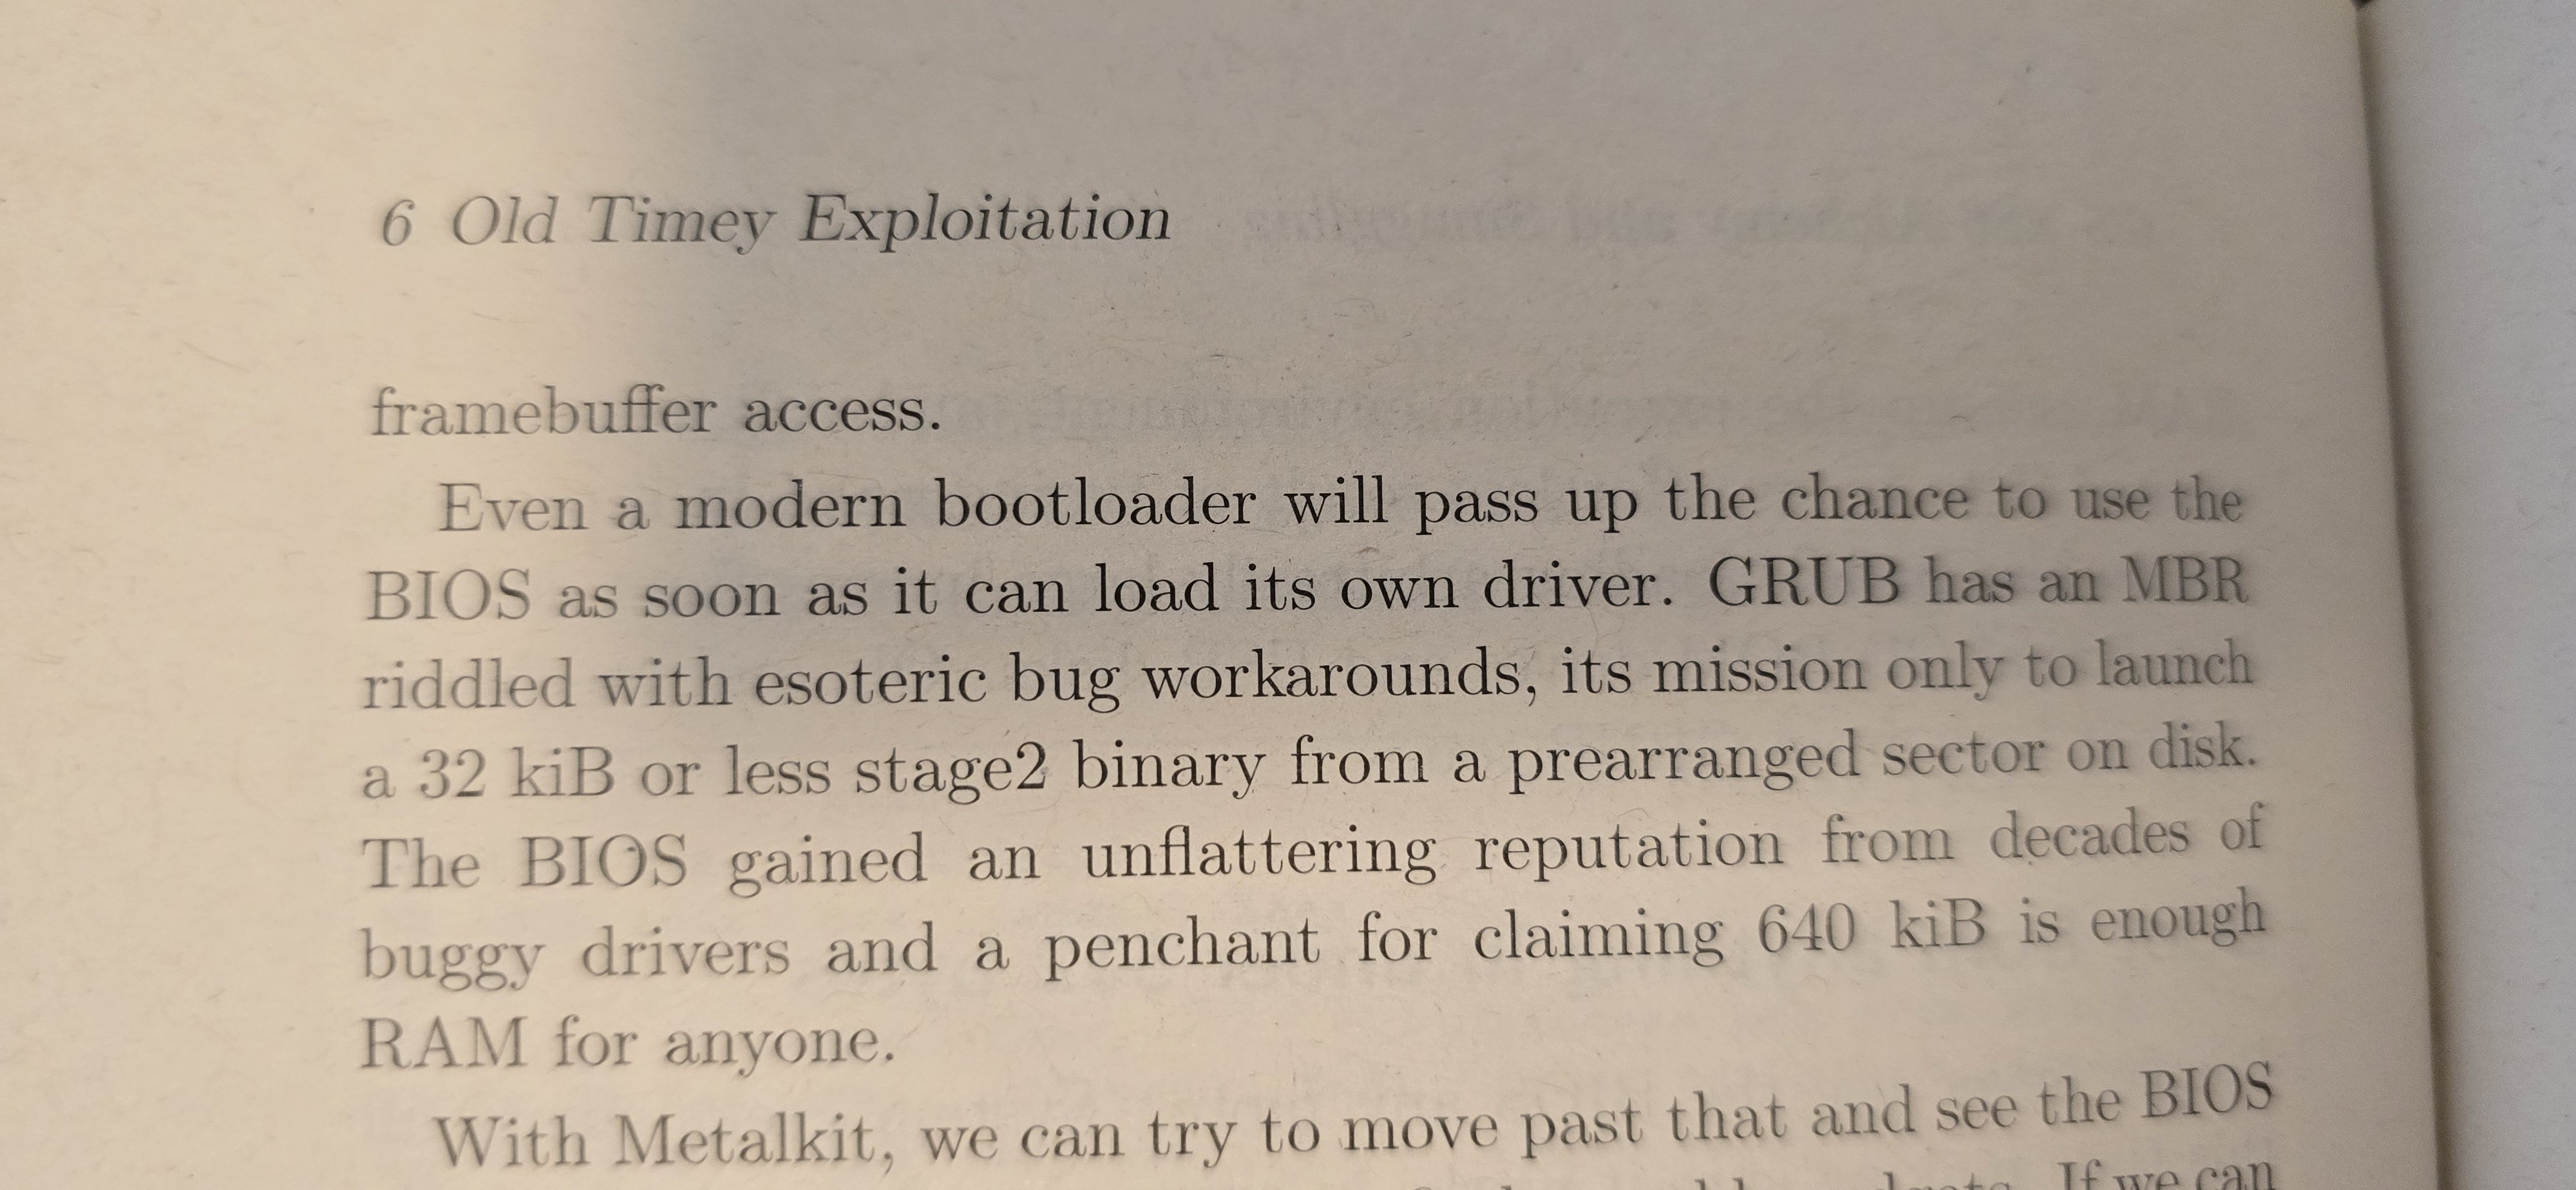 6 Old Timey Exploitation
framebuffer access.
Even a modern bootloader will pass up the chance to use the
BIOS as soon as it can load its own driver. GRUB has an MBR
riddled with esoteric bug workarounds, its mission only to launch
a 32 kiB or less stage2 binary from a prearranged sector on disk.
The BIOS gained an unflattering reputation from decades of
buggy drivers and a penchant for claiming 640 kiB is enough
RAM for anyone.
With Metalkit, we can try to move past that and see the BIOS
If we can